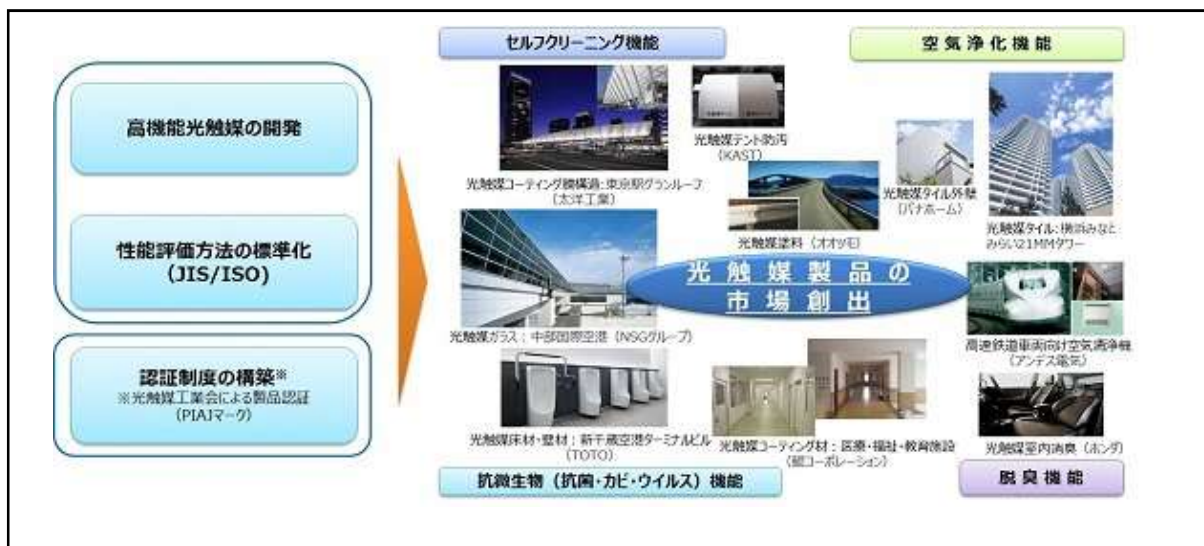 高機能光触媒の開発
性能評価方法の標準化
(JIS/ISO)
認証制度の構築※
※光触媒工業会による製品認証
(PIAJマーク)
セルフクリーニング機能
空気浄化機能
光触媒テント防汚
(KAST)
光触媒コーティング膜構造:東京駅グランルーフ
(太洋工業)
光触媒塗料（オオツモ）
光触媒タイル外壁
(パナホーム)
光触媒タイル:横浜みなと
みらい21MMタワー
光触媒製品の
市場創出
光触媒ガラス：中部国際空港（NSGグループ）
高速鉄道車両向け空気清浄機
(アンデス電気)
光触媒床材・壁材：新千歳空港ターミナルビル
(TOTO)
光触媒コーティング材：医療・福祉・教育施設
コーポレーション)
光触媒室内消臭（ホンダ）
抗微生物（抗菌・カビ・ウイルス）機能
脱臭機能